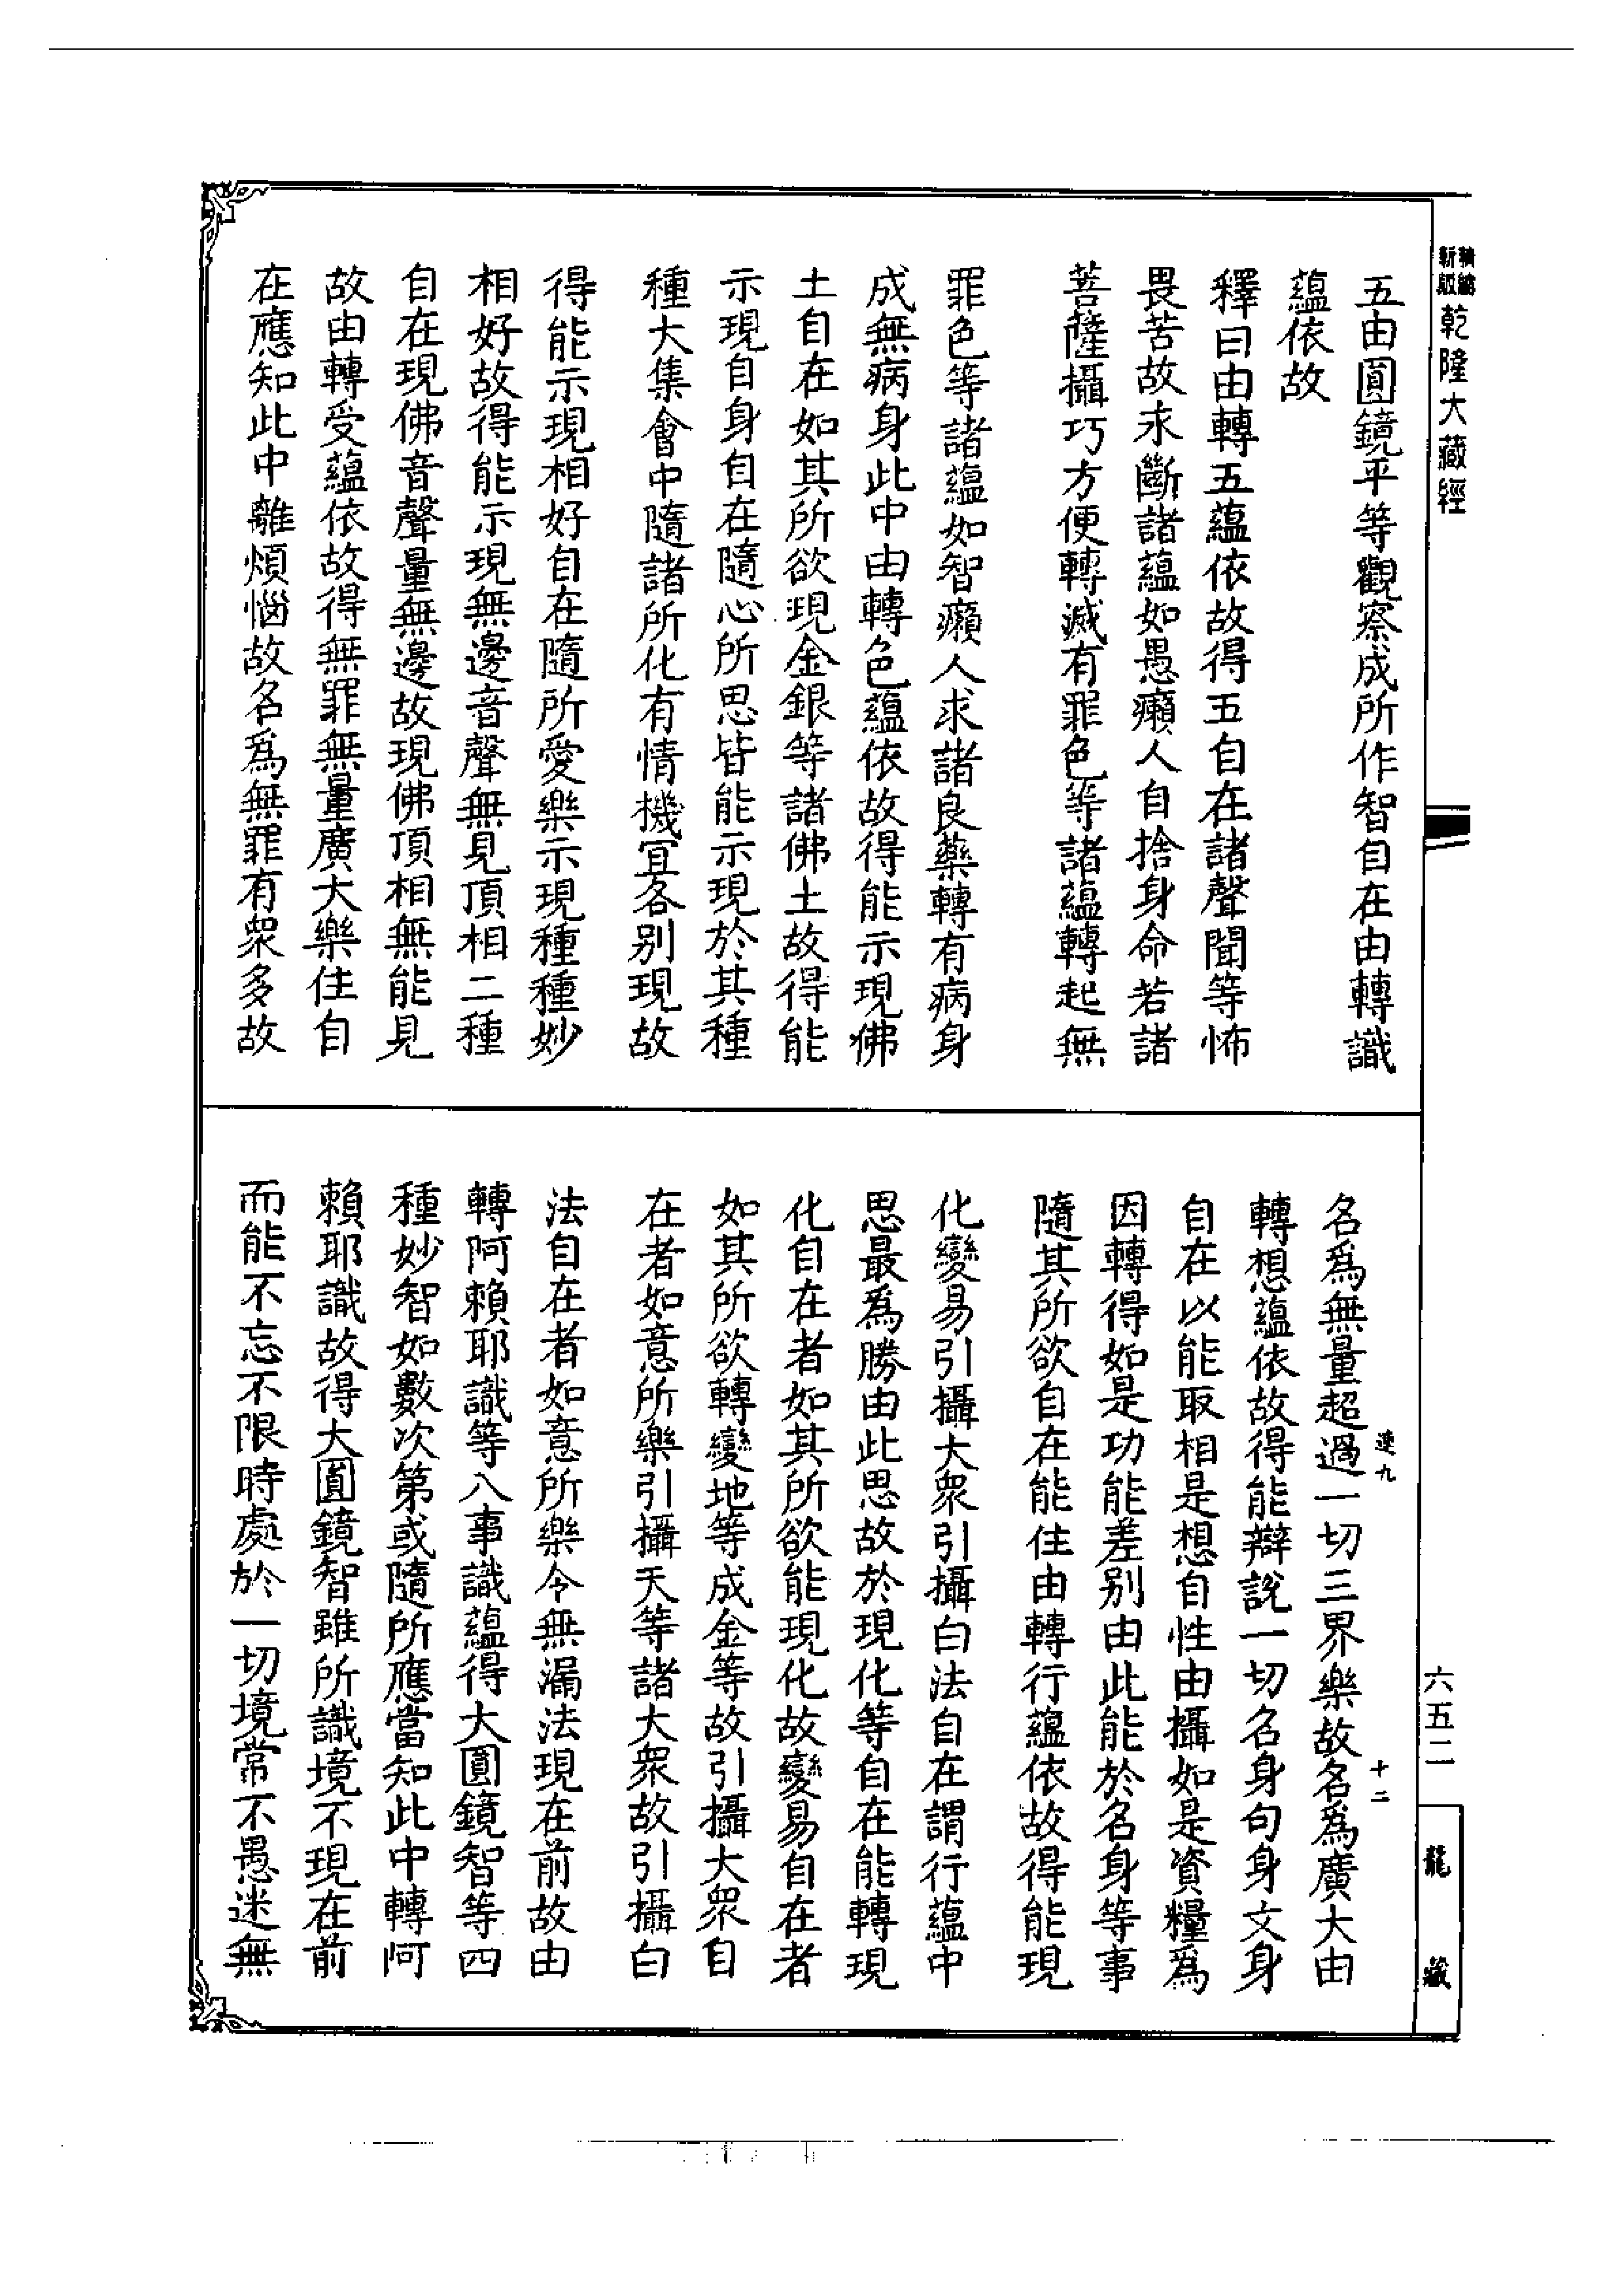 精縮新版乾隆大藏經
五由圓鏡平等觀察成所作智自在由轉識
蘊依故
釋曰由轉五蘊依故得五自在諸聲聞等怖
畏苦故永斷諸蘊如愚癩人自捨身命若諸
菩薩攝巧方便轉滅有罪色等諸蘊轉起無
罪色等諸蘊如智癩人求諸良藥轉有病身
成無病身此中由轉色蘊依故得能示現佛
土自在如其所欲現金銀等諸佛土故得能
示現自身自在隨心所思皆能示現於其種
種大集會中隨諸所化有情機宜各別現故
得能示現相好自在隨所愛樂示現種種妙
相好故得能示現無邊音聲無見頂相二種
自在現佛音聲量無邊故現佛頂相無能見
故由轉受蘊依故得無罪無量廣大樂住自
在應知此中離煩惱故名為無罪有眾多故
名為無量超過一切三界樂故名為廣大由
轉想蘊依故得能辯說一切名身句身文身
自在以能取相是想自性由攝如是資糧為
因轉得如是功能差別由此能於名身等事
隨其所欲自在能住由轉行蘊依故得能現
化變易引攝大眾引攝白法自在謂行蘊中
思最為勝由此思故於現化等自在能轉現
化自在者如其所欲能現化故變易自在者
如其所欲轉變地等成金等故引攝大眾自
在者如意所樂引攝天等諸大眾故引攝白
法自在者如意所樂令無漏法現在前故由
轉阿賴耶識等八事識蘊得大圓鏡智等四
種妙智如數次第或隨所應當知此中轉阿
賴耶識故得大圓鏡智雖所識境不現在前
而能不忘不限時處於一切境常不愚迷無
速九
十二
六五二
龍藏